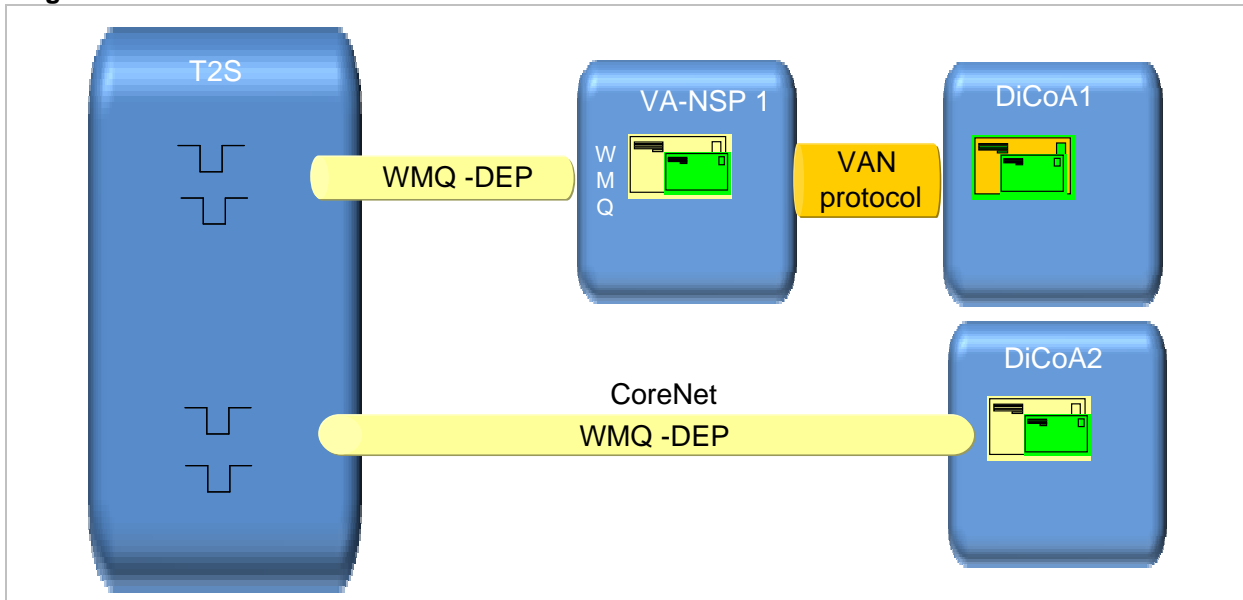 T2S
VA-NSP 1
DiCoA1
W
M
Q
WMQ -DEP
VAN
protocol
DiCoA2
CoreNet
WMQ -DEP